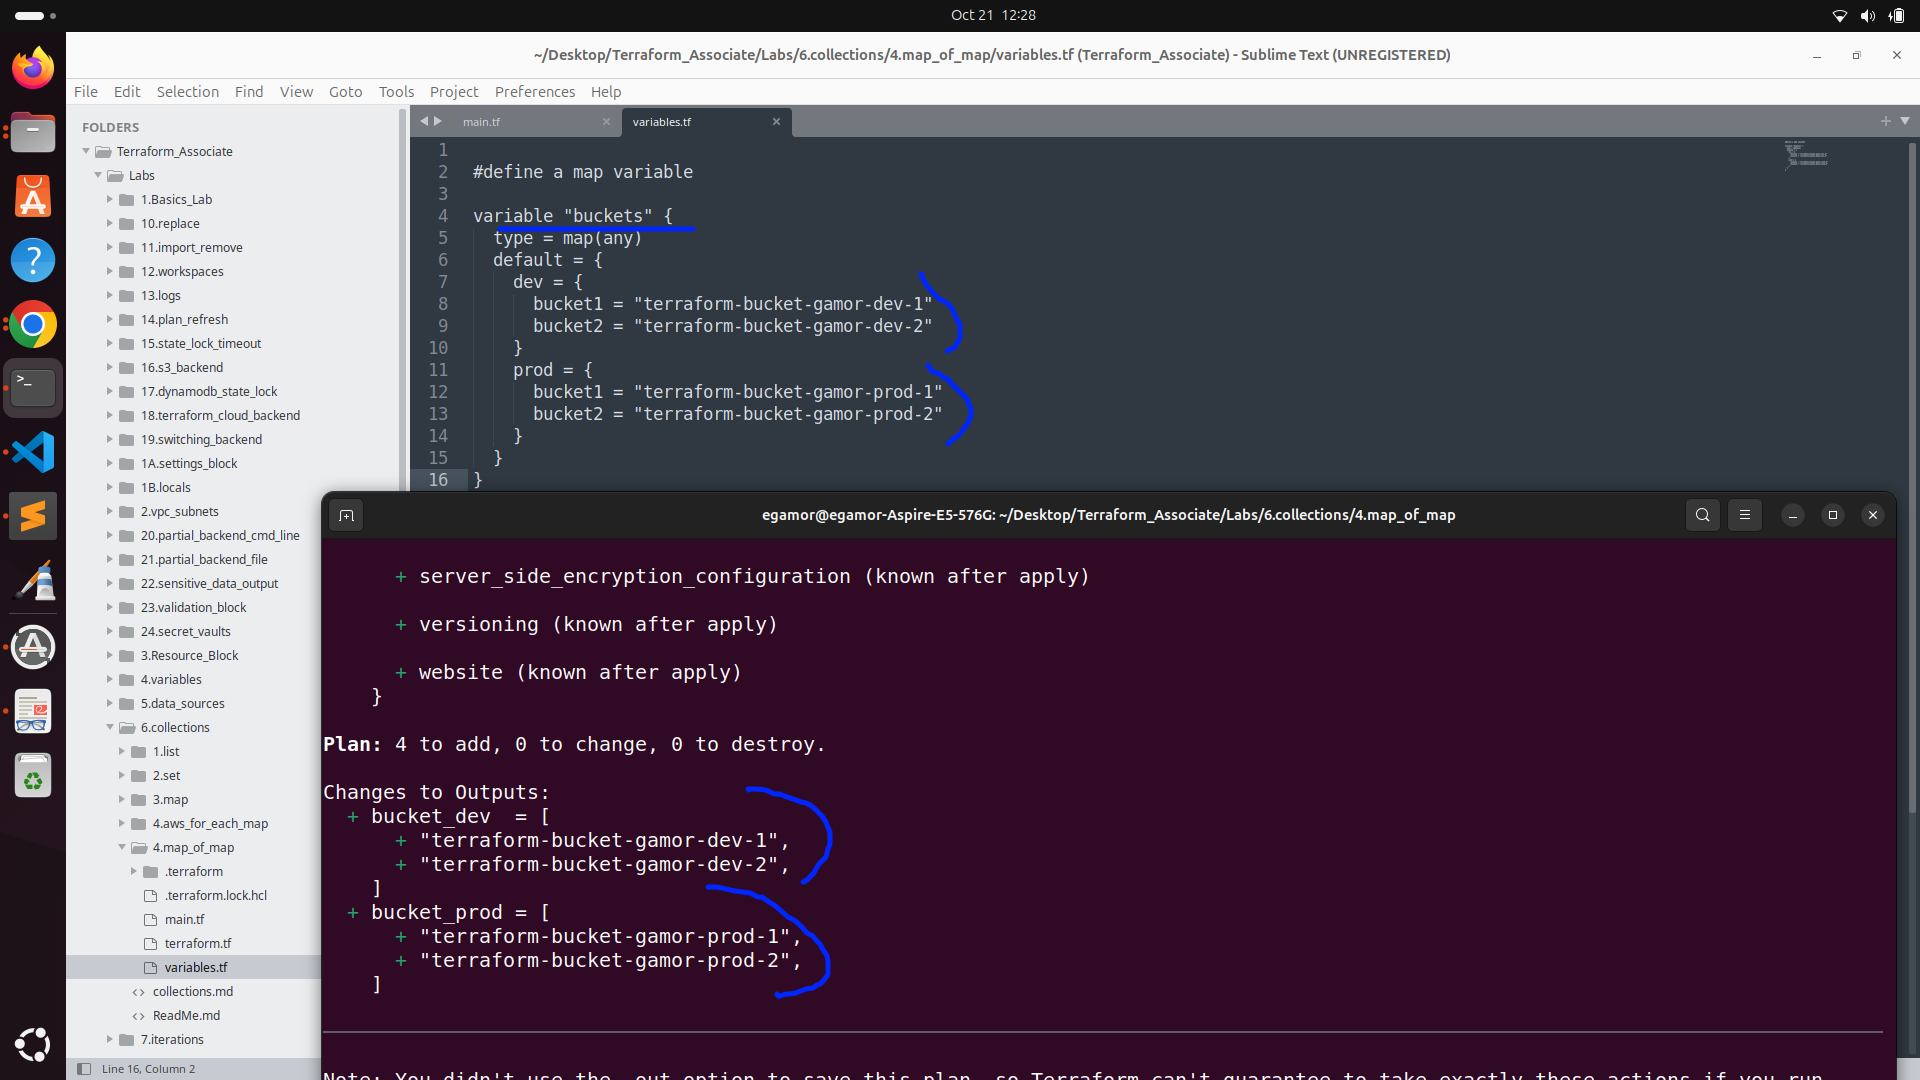 Oct 21 12:28
~/Desktop/Terraform_Associate/Labs/6.collections/4.map_of_map/variables.tf (Terraform_Associate) - Sublime Text (UNREGISTERED)
File Edit Selection Find View Goto Tools Project Preferences Help
FOLDERS
Terraform_Associate
Labs
1.Basics_Lab
10.replace
11.import_remove
12.workspaces
13.logs
14.plan_refresh
15.state_lock_timeout
16.s3_backend
17.dynamodb_state_lock
18.terraform_cloud_backend
19.switching_backend
1A.settings_block
1B.locals
2.vpc_subnets
20.partial_backend_cmd_line
21.partial_backend_file
22.sensitive_data_output
23.validation_block
24.secret_vaults
3.Resource_Block
4.variables
5.data_sources
6.collections
1.list
2.set
3.map
4.aws_for_each_map
4.map_of_map
.terraform
.terraform.lock.hcl
main.tf
terraform.tf
variables.tf
collections.md
ReadMe.md
7.iterations
Line 16, Column 2
main.tf variables.tf
1
2 #define a map variable
3
4 variable "buckets" {
5 type = map(any)
6 default = {
7 dev = {
8 bucket1 = "terraform-bucket-gamor-dev-1"
9 bucket2 = "terraform-bucket-gamor-dev-2"
10 }
11 prod = {
12 bucket1 = "terraform-bucket-gamor-prod-1"
13 bucket2 = "terraform-bucket-gamor-prod-2"
14 }
15 }
16 }
egamor@egamor-Aspire-E5-576G: ~/Desktop/Terraform_Associate/Labs/6.collections/4.map_of_map
+ server_side_encryption_configuration (known after apply)
+ versioning (known after apply)
+ website (known after apply)
}
Plan: 4 to add, 0 to change, 0 to destroy.
Changes to Outputs:
+ bucket_dev = [
+ "terraform-bucket-gamor-dev-1",
+ "terraform-bucket-gamor-dev-2",
]
+ bucket_prod = [
+ "terraform-bucket-gamor-prod-1",
+ "terraform-bucket-gamor-prod-2",
]
Note: You didn't use the -out option to save this plan, so Terraform can't guarantee to take exactly these actions if you run